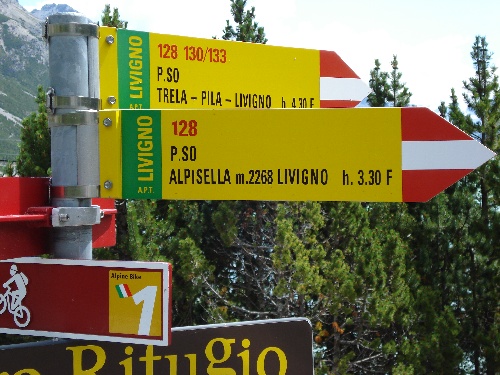 LIVIGNO
A.P.T.
128 130/133
P.SO
TRELA - PILA - LIVIGNO h. 4.30 F
LIVIGNO
A.P.T.
128
P.SO
ALPISELLA m.2268 LIVIGNO h. 3.30 F
Alpine Bike
1
Rifugio